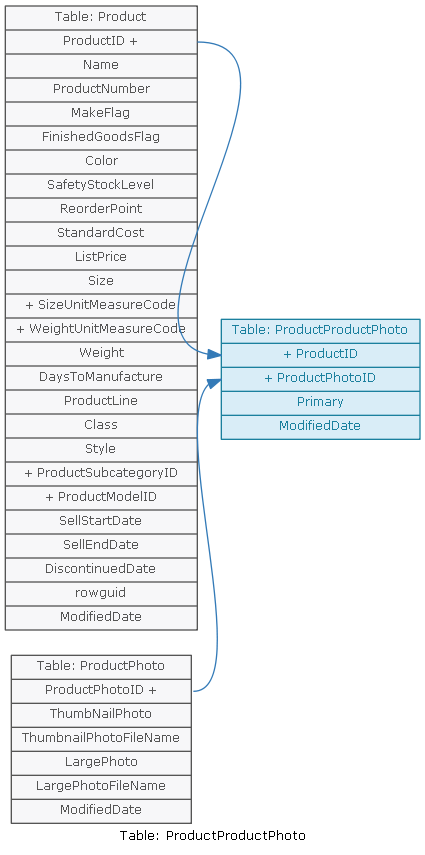 Table: Product
ProductID +
Name
ProductNumber
MakeFlag
FinishedGoodsFlag
Color
SafetyStockLevel
ReorderPoint
StandardCost
ListPrice
Size
+ SizeUnitMeasureCode
+ WeightUnitMeasureCode
Weight
DaysToManufacture
ProductLine
Class
Style
+ ProductSubcategoryID
+ ProductModelID
SellStartDate
SellEndDate
DiscontinuedDate
rowguid
ModifiedDate
Table: ProductProductPhoto
+ ProductID
+ ProductPhotoID
Primary
ModifiedDate
Table: ProductPhoto
ProductPhotoID +
ThumbNailPhoto
ThumbnailPhotoFileName
LargePhoto
LargePhotoFileName
ModifiedDate
Table: ProductProductPhoto